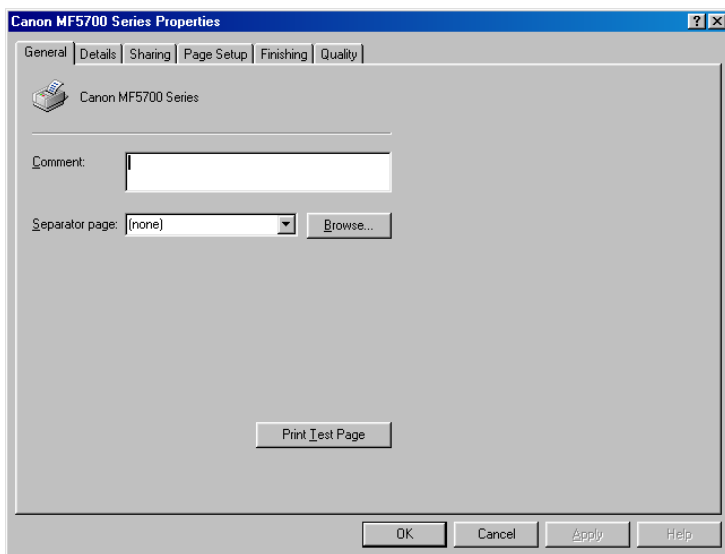 Canon MF5700 Series Properties
General Details Sharing Page Setup Finishing Quality
Canon MF5700 Series
Comment:
Separator page: (none) Browse...
Print Test Page
OK Cancel Apply Help